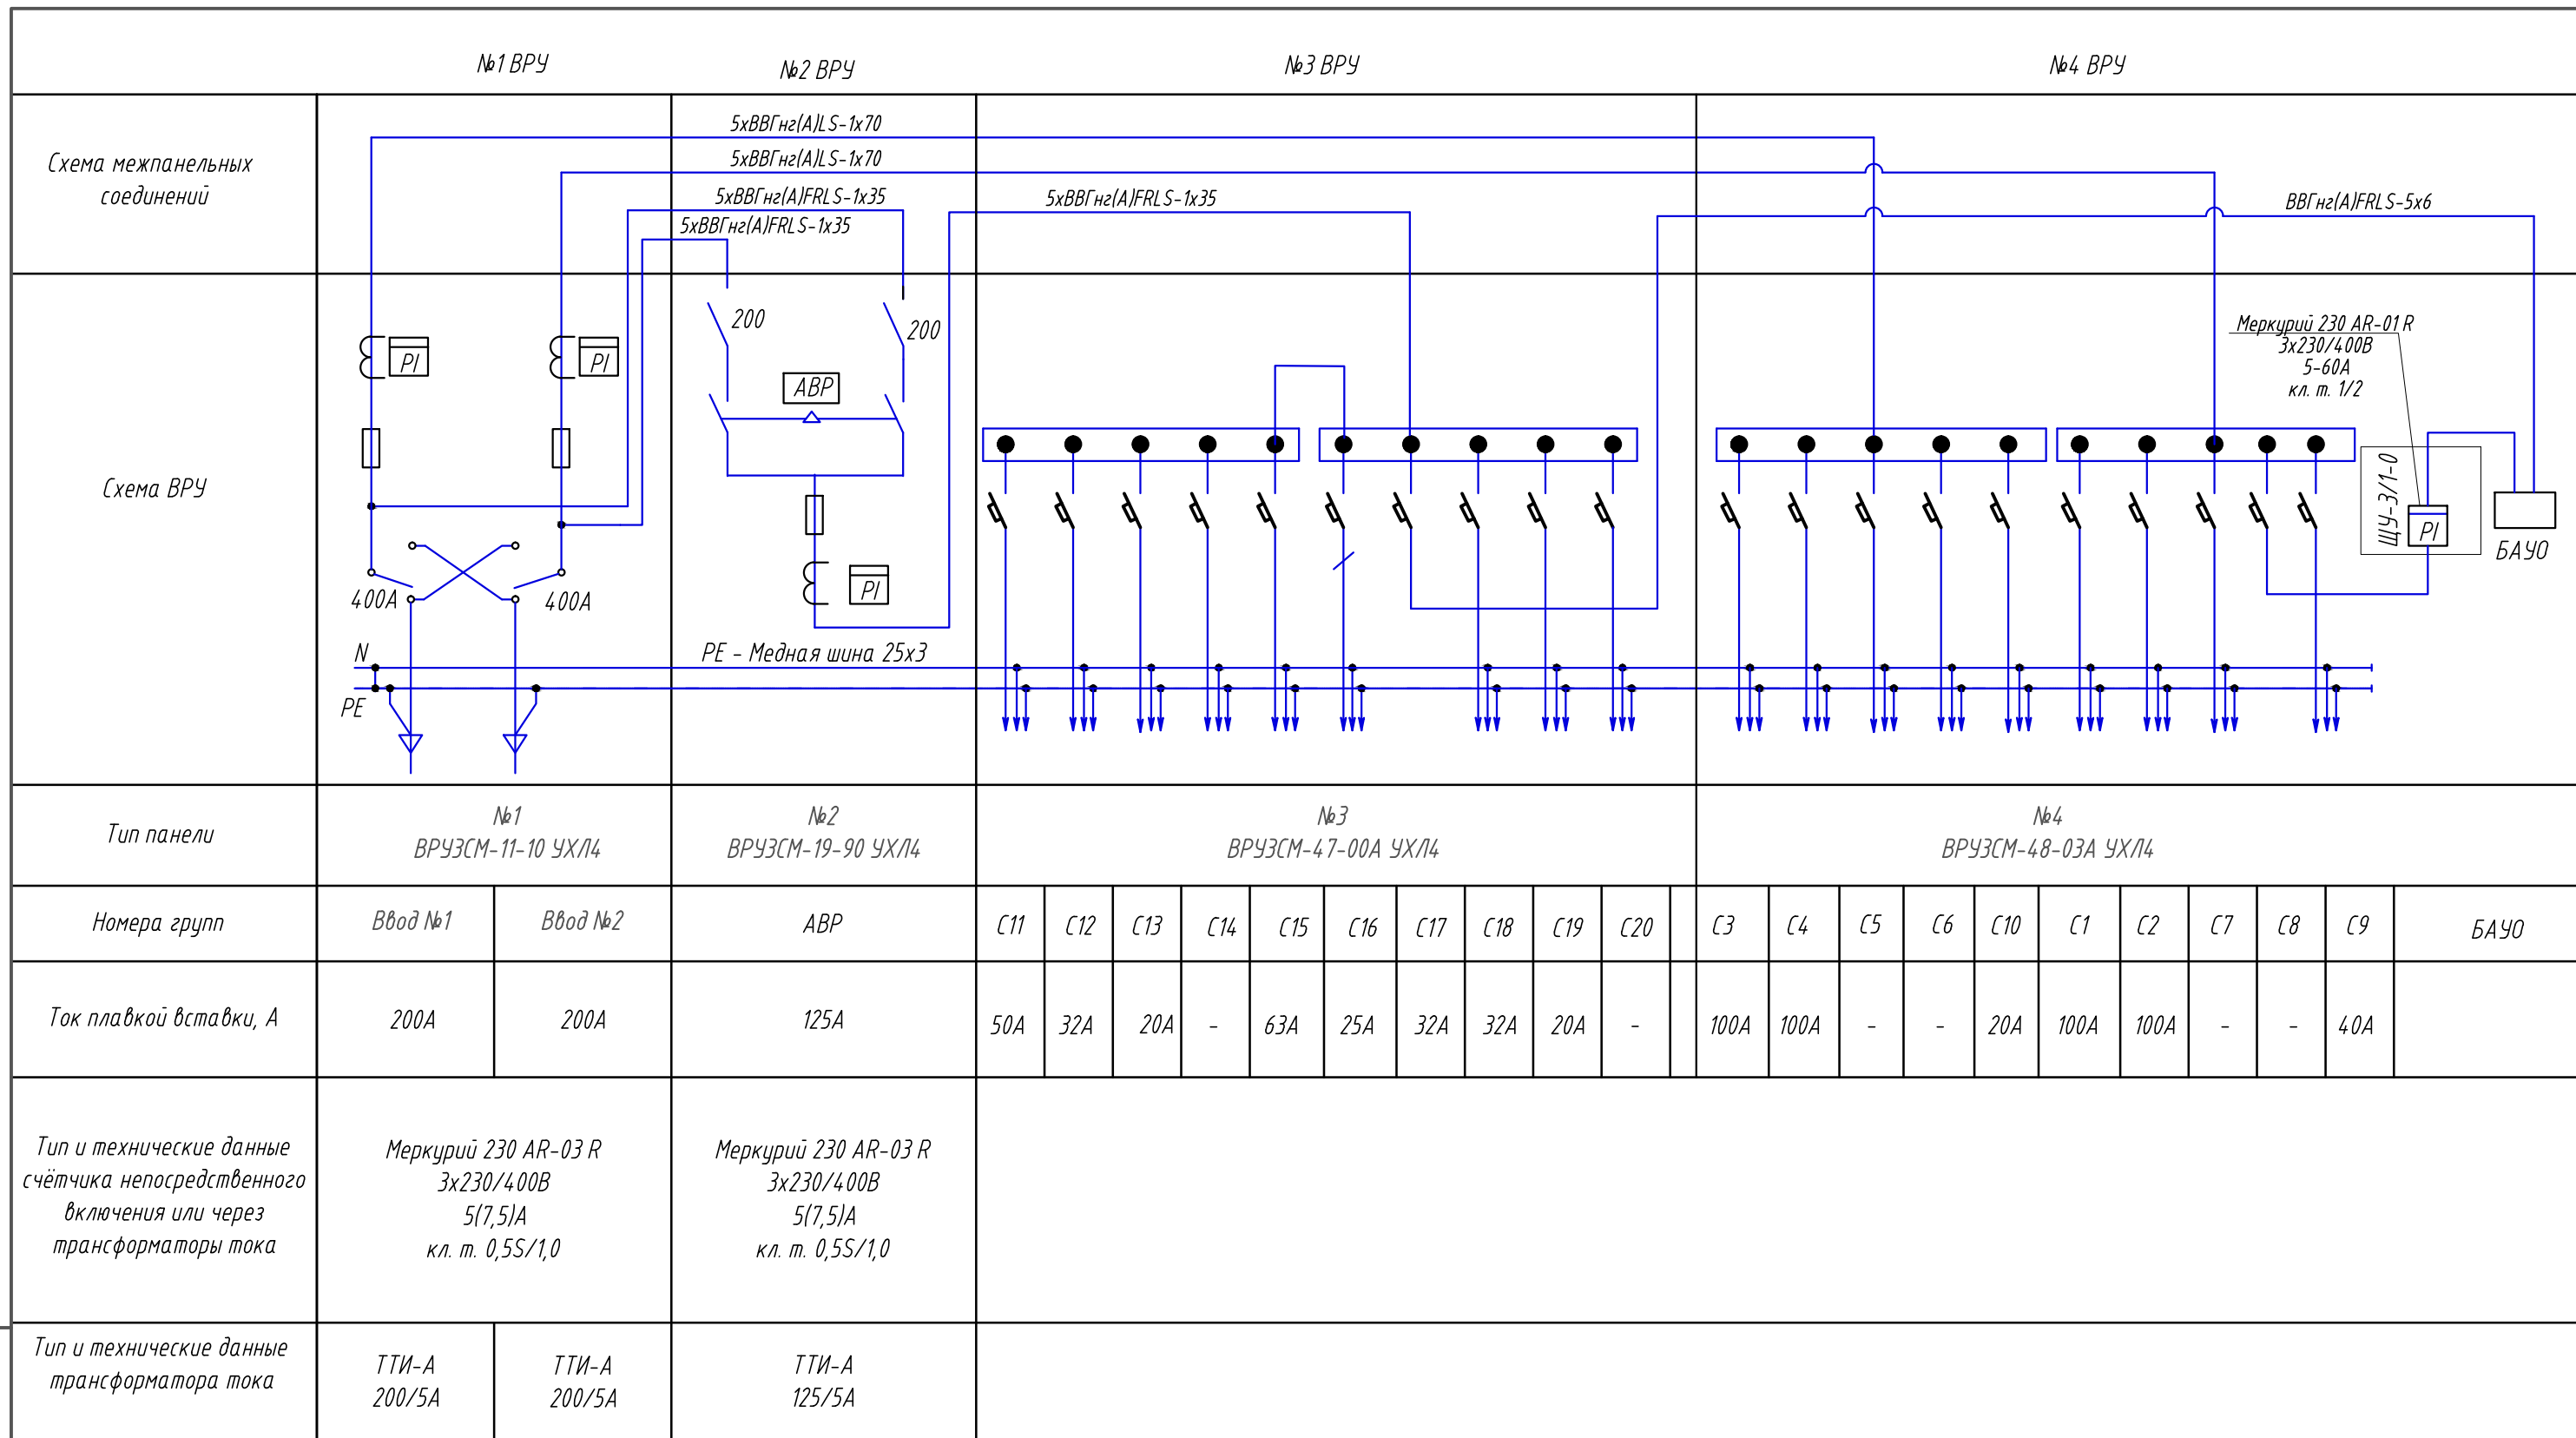 №1 ВРУ
№2 ВРУ
№3 ВРУ
№4 ВРУ
Схема межпанельных
соединений
5хВВГнг(А)LS-1х70
5хВВГнг(А)LS-1х70
5хВВГнг(А)FRLS-1х35
5хВВГнг(А)FRLS-1х35
5хВВГнг(А)FRLS-1х35
ВВГнг(А)FRLS-5х6
Схема ВРУ
PI
PI
400А
400А
N
PE
200
200
АВР
PI
PE - Медная шина 25х3
Меркурий 230 AR-01 R
3х230/400В
5-60А
кл. т. 1/2
ЩУ-3/1-0
PI
БАУО
Тип панели
№1
ВРУ3СМ-11-10 УХЛ4
№2
ВРУ3СМ-19-90 УХЛ4
№3
ВРУ3СМ-47-00А УХЛ4
№4
ВРУ3СМ-48-03А УХЛ4
Номера групп
Ввод №1
Ввод №2
АВР
С11
С12
С13
С14
С15
С16
С17
С18
С19
С20
С3
С4
С5
С6
С10
С1
С2
С7
С8
С9
БАУО
Ток плавкой вставки, А
200А
200А
125А
50А
32А
20А
-
63А
25А
32А
32А
20А
-
100А
100А
-
-
20А
100А
100А
-
-
40А
Тип и технические данные
счётчика непосредственного
включения или через
трансформаторы тока
Меркурий 230 AR-03 R
3х230/400В
5(7,5)А
кл. т. 0,5S/1,0
Меркурий 230 AR-03 R
3х230/400В
5(7,5)А
кл. т. 0,5S/1,0
Тип и технические данные
трансформатора тока
ТТИ-А
200/5А
ТТИ-А
200/5А
ТТИ-А
125/5А